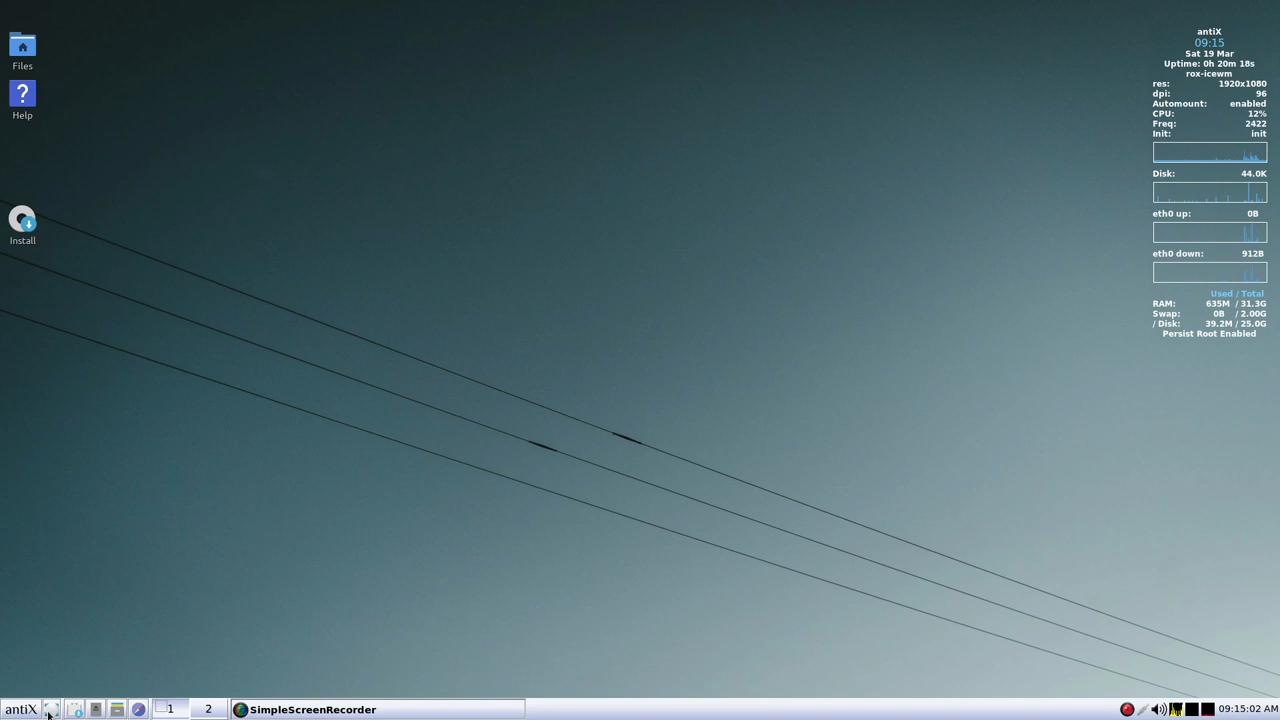 Files
Help
Install
antiX
09:15
Sat 19 Mar
Uptime: 0h 20m 18s
rox-icewm
res: 1920x1080
dpi: 96
Automount: enabled
CPU: 12%
Freq: 2422
Init: init
Disk: 44.0K
eth0 up: 0B
eth0 down: 912B
Used / Total
RAM: 635M / 31.3G
Swap: 0B / 2.00G
/ Disk: 39.2M / 25.0G
Persist Root Enabled
antiX 1 2 SimpleScreenRecorder 09:15:02 AM